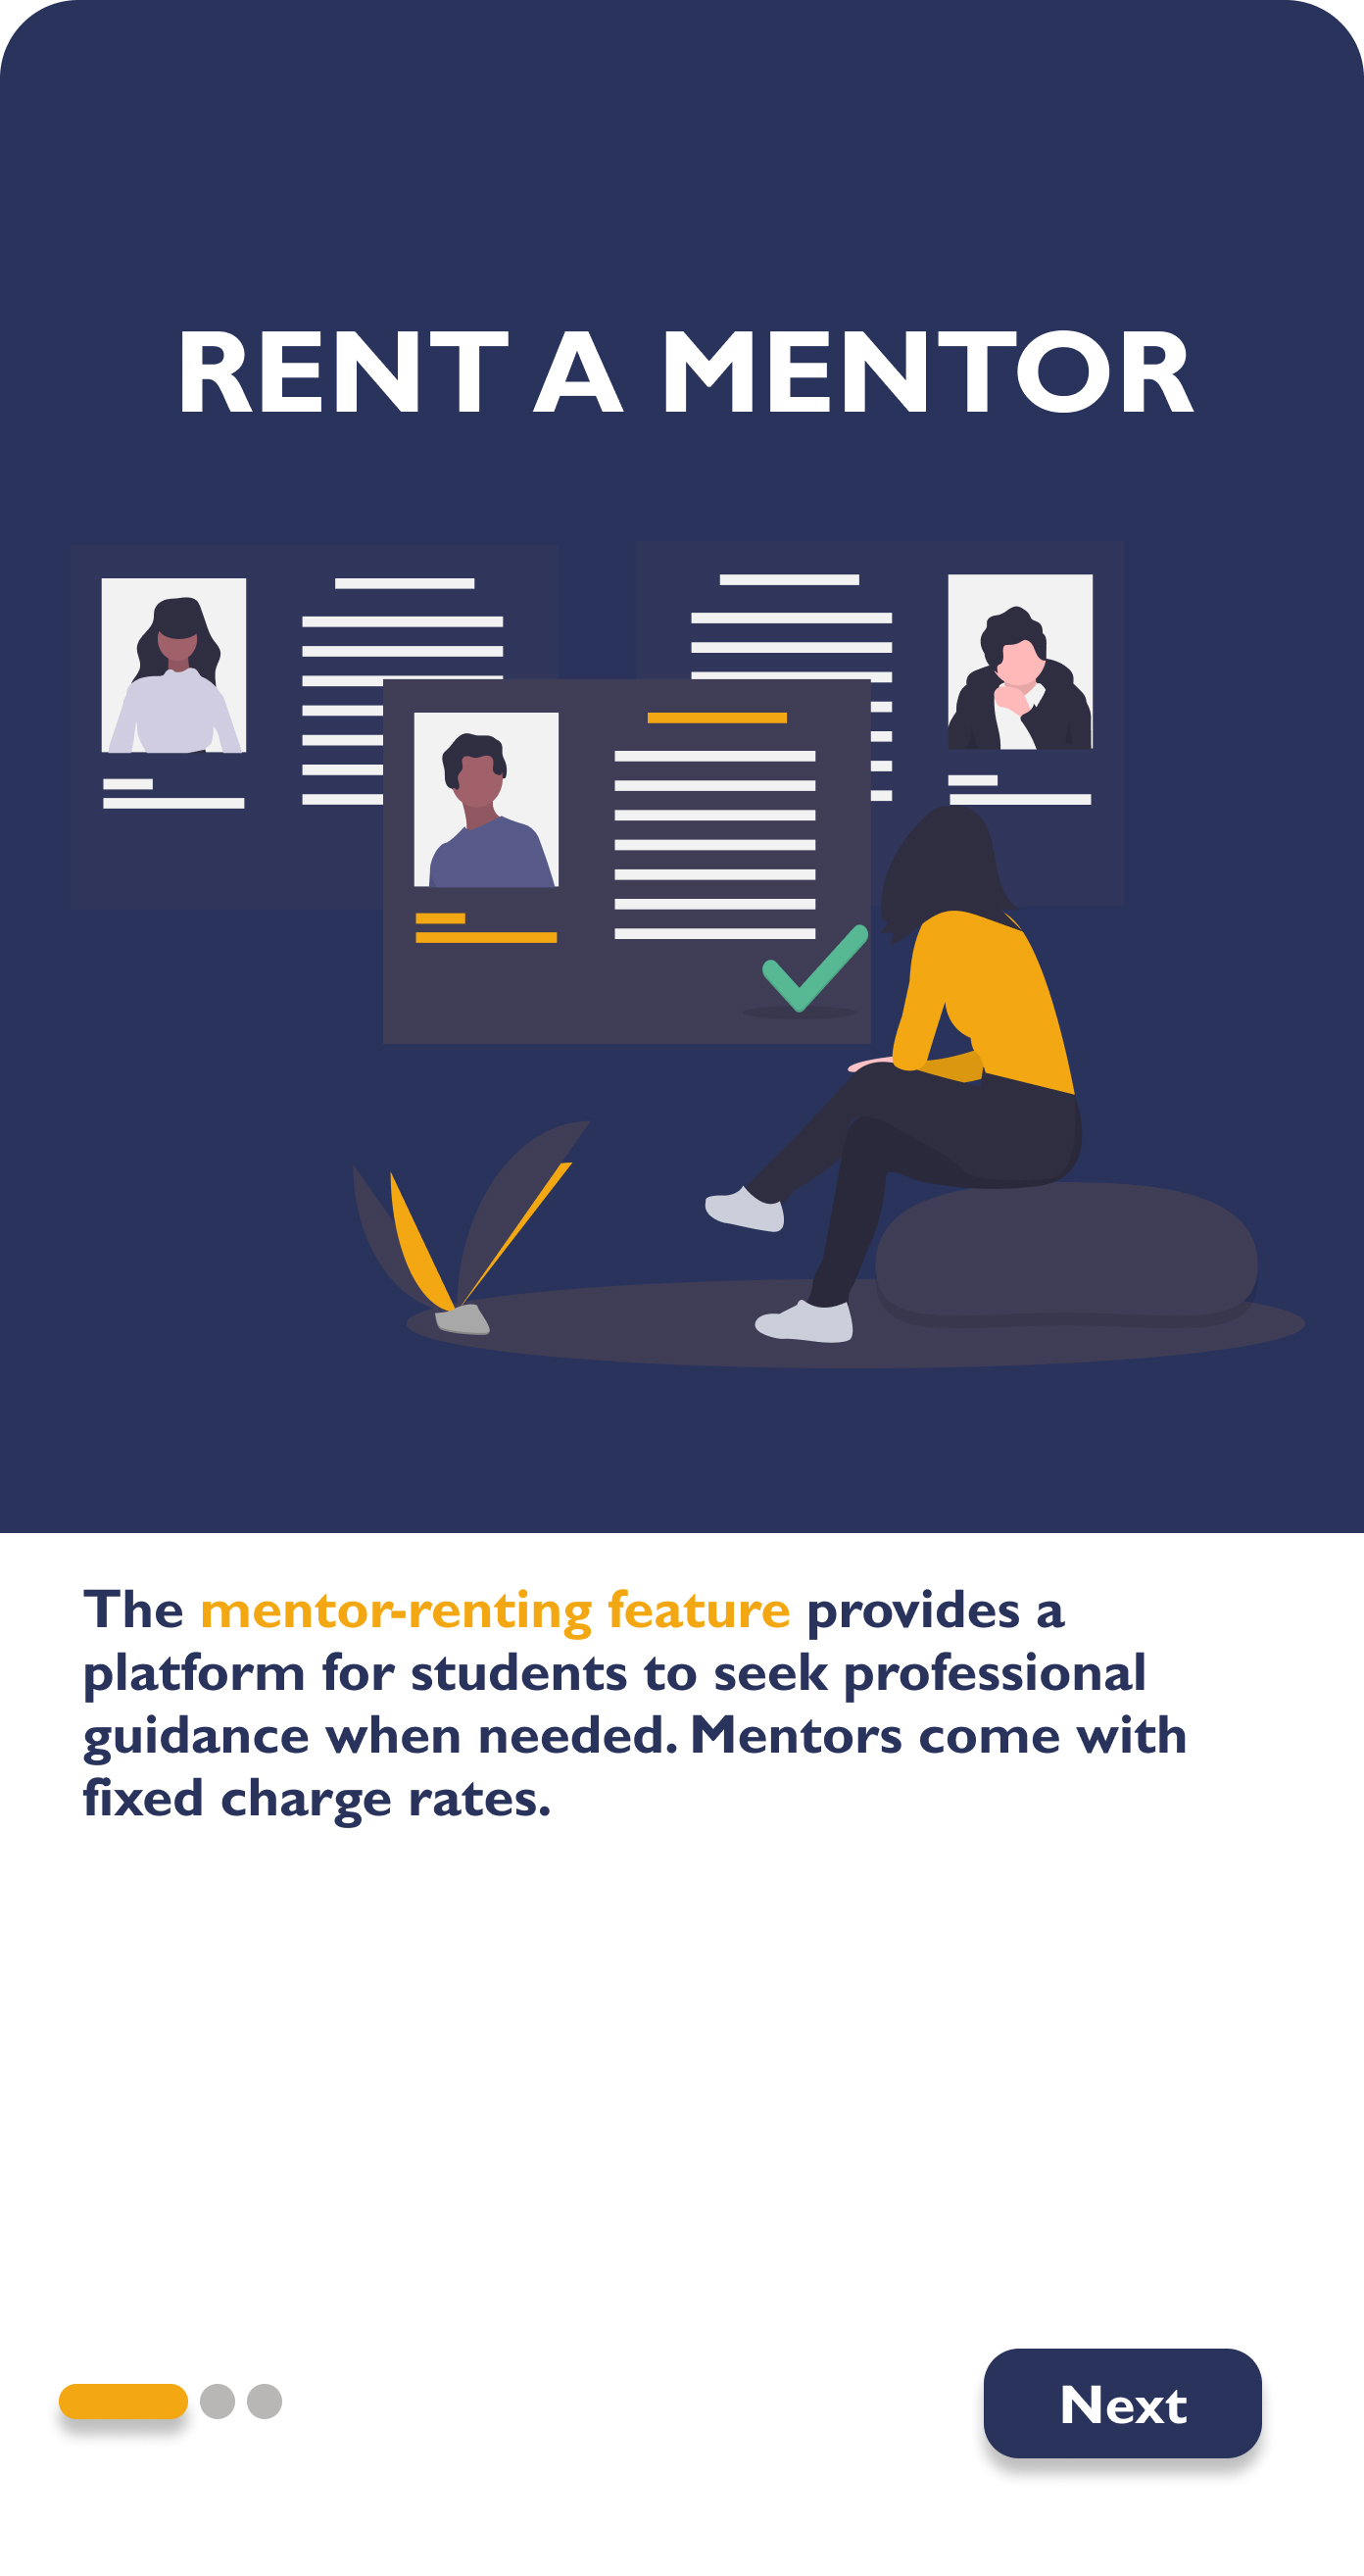 RENT A MENTOR
The mentor-renting feature provides a
platform for students to seek professional
guidance when needed. Mentors come with
fixed charge rates.
Next